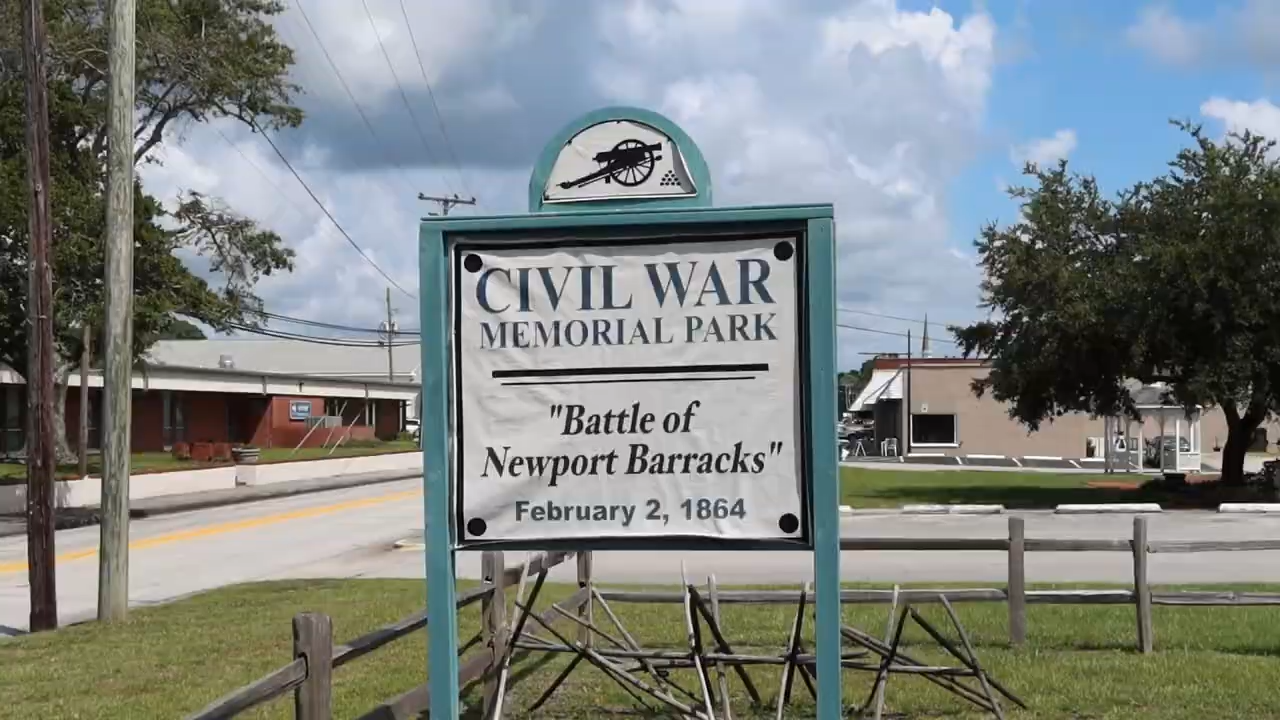 CIVIL WAR
MEMORIAL PARK
"Battle of
Newport Barracks"
February 2, 1864